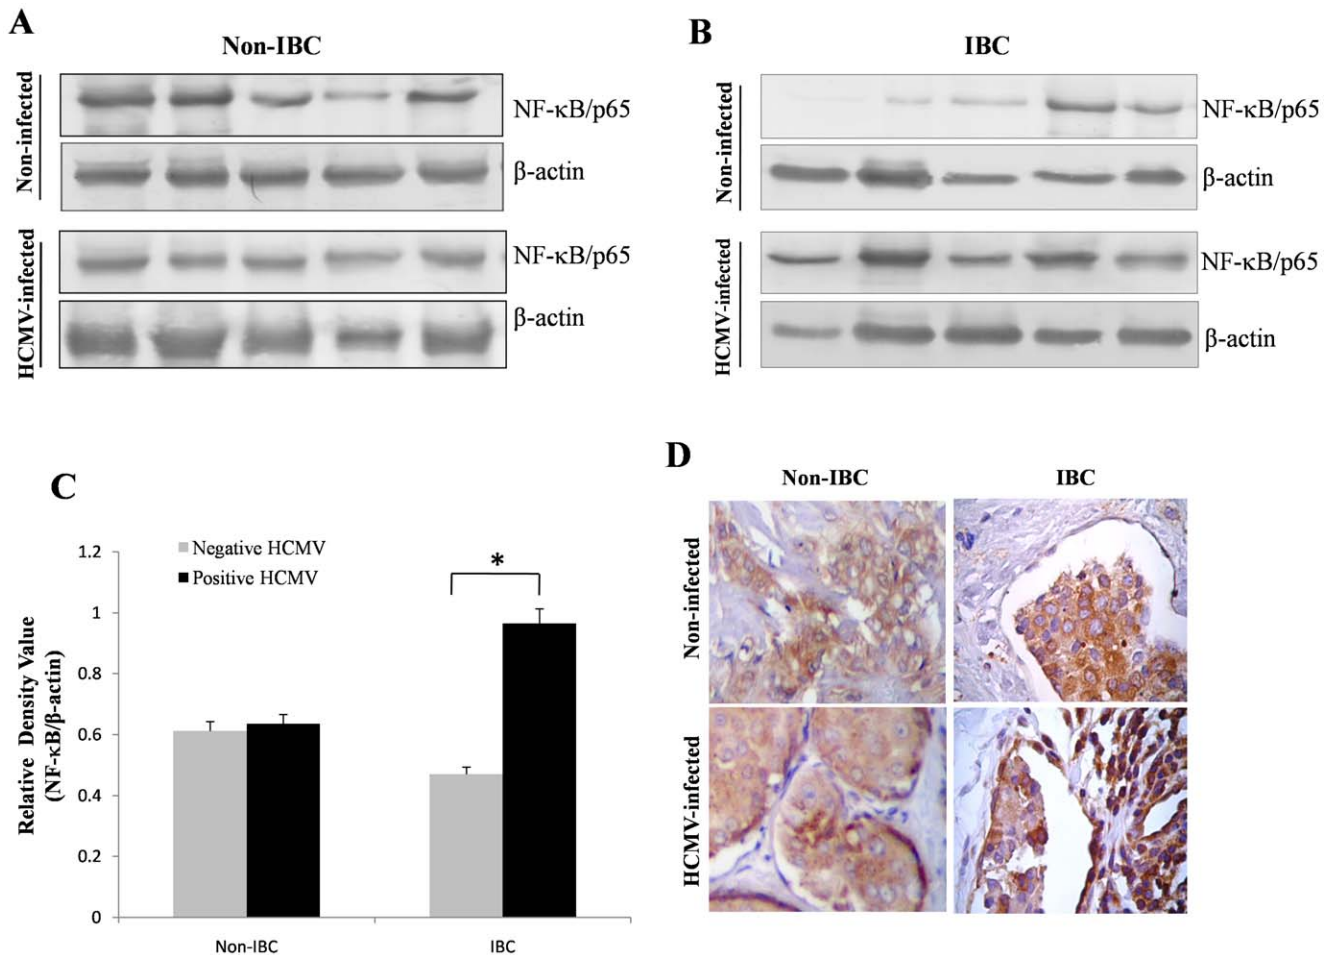 A
Non-IBC
Non-infected
NF-κB/p65
β-actin
HCMV-infected
NF-κB/p65
β-actin
B
IBC
Non-infected
NF-κB/p65
β-actin
HCMV-infected
NF-κB/p65
β-actin
C
Relative Density Value
(NF-κB/β-actin)
Negative HCMV
Positive HCMV
*
1.2
1
0.8
0.6
0.4
0.2
0
Non-IBC
IBC
D
Non-IBC
IBC
Non-infected
HCMV-infected